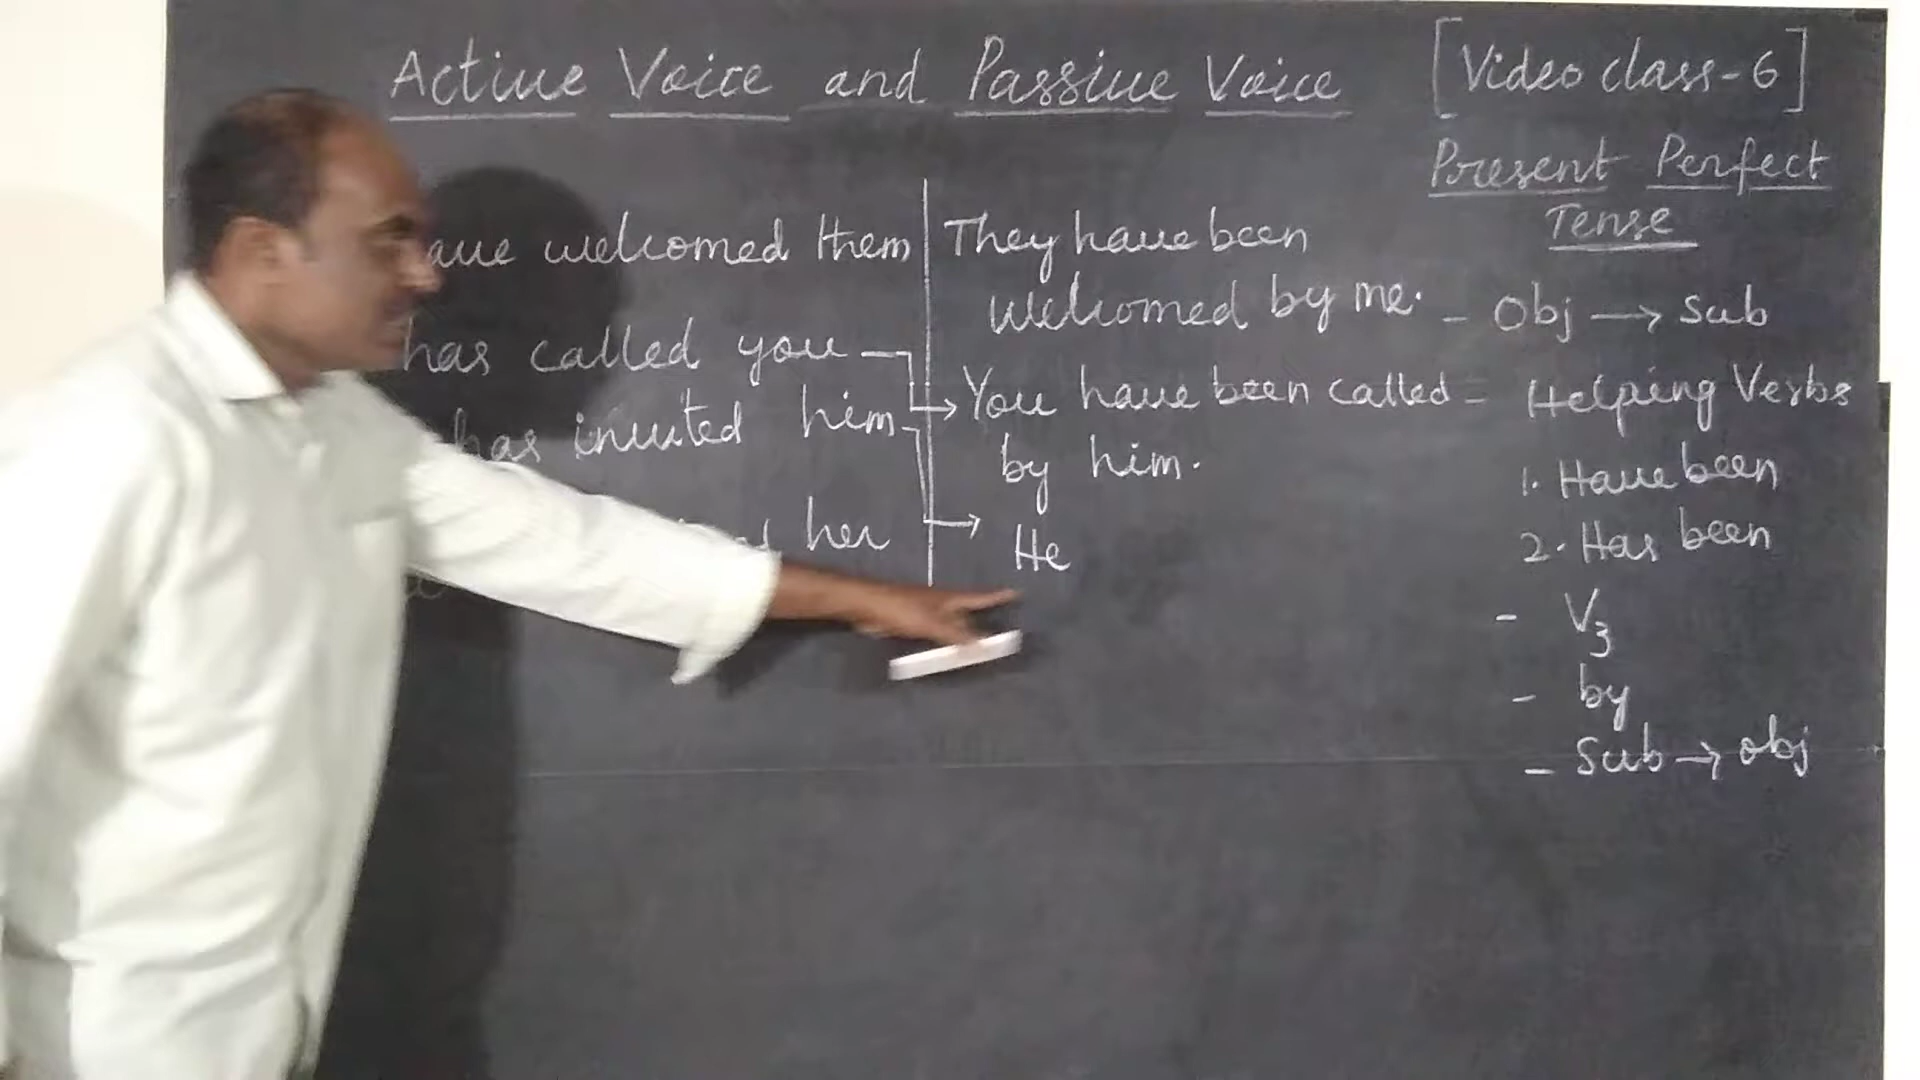 Active Voice and Passive Voice
[Video class-6]
Present Perfect
Tense
welcomed them
has called you
has invited him
her
They have been
welcomed by me.
You have been called
by him.
He
- Obj → Sub
= Helping Verbs
1. Have been
2. Has been
- V3
- by
- Sub → obj